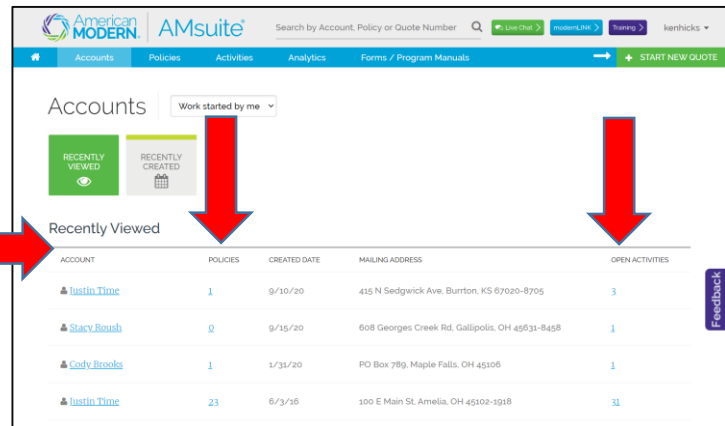 American MODERN. AMsuite® Search by Account, Policy or Quote Number Live Chat > modernLINK > Training > kenhicks
Accounts Policies Activities Analytics Forms / Program Manuals + START NEW QUOTE
Accounts Work started by me
RECENTLY VIEWED
RECENTLY CREATED
Recently Viewed
ACCOUNT POLICIES CREATED DATE MAILING ADDRESS OPEN ACTIVITIES
Justin Time 1 9/10/20 415 N Sedgwick Ave, Burrton, KS 67020-8705 3
Stacy Roush 0 9/15/20 608 Georges Creek Rd, Gallipolis, OH 45631-8458 1
Cody Brooks 1 1/31/20 PO Box 789, Maple Falls, OH 45106 1
Justin Time 23 6/3/16 100 E Main St, Amelia, OH 45102-1918 31
Feedback